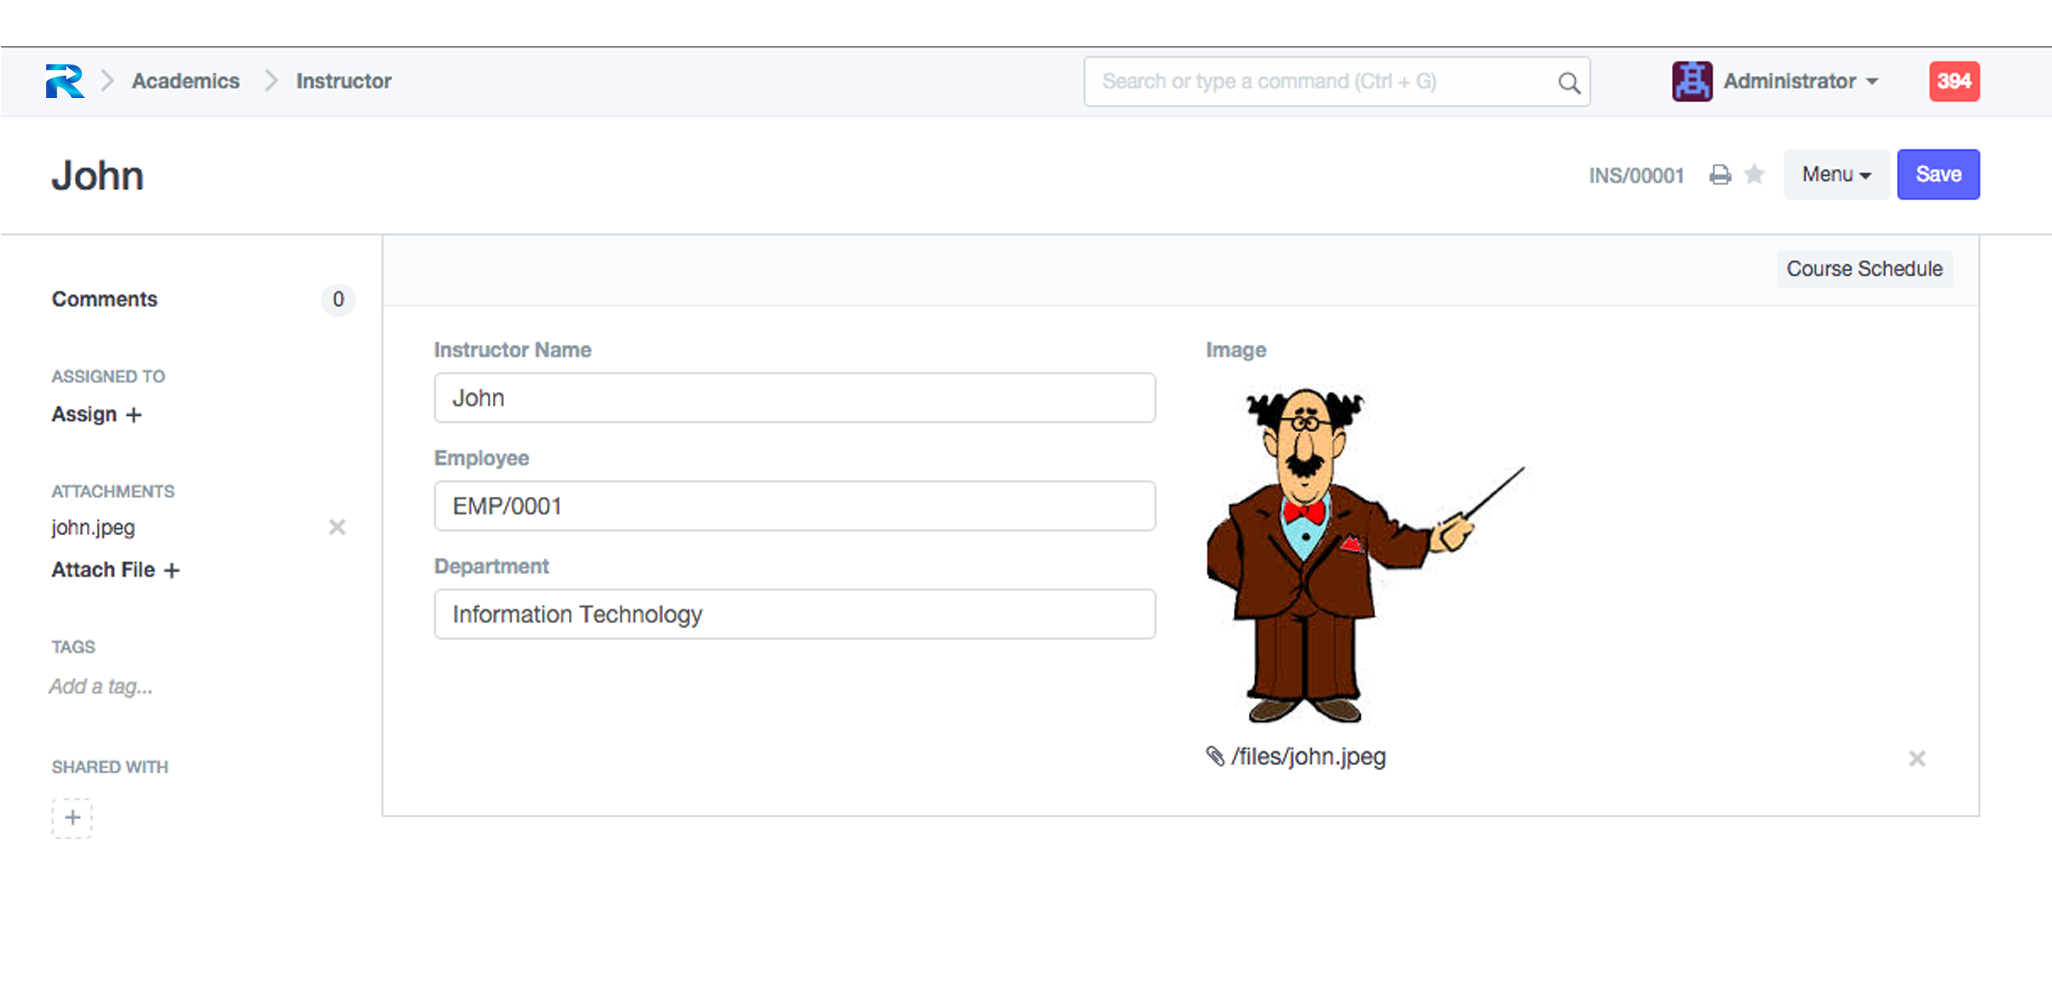 Academics Instructor Search or type a command (Ctrl + G) Administrator 394
John INS/00001 Menu Save
Course Schedule
Comments 0
ASSIGNED TO
Assign +
ATTACHMENTS
john.jpeg
Attach File +
TAGS
Add a tag...
SHARED WITH
+
Instructor Name
John
Employee
EMP/0001
Department
Information Technology
Image
/files/john.jpeg